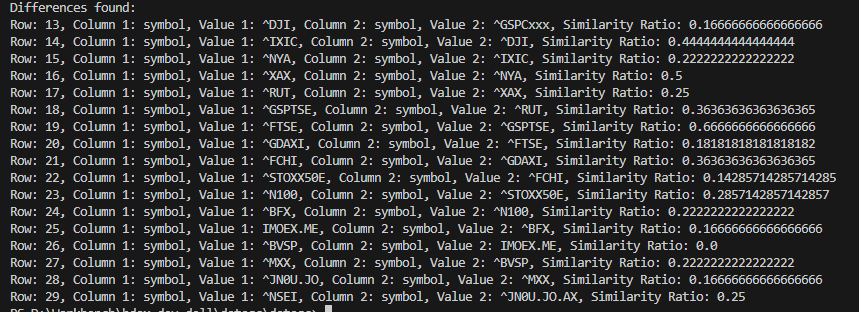 Differences found:
Row: 13, Column 1: symbol, Value 1: ^DJI, Column 2: symbol, Value 2: ^GSPCxxx, Similarity Ratio: 0.16666666666666666
Row: 14, Column 1: symbol, Value 1: ^IXIC, Column 2: symbol, Value 2: ^DJI, Similarity Ratio: 0.4444444444444444
Row: 15, Column 1: symbol, Value 1: ^NYA, Column 2: symbol, Value 2: ^IXIC, Similarity Ratio: 0.2222222222222222
Row: 16, Column 1: symbol, Value 1: ^XAX, Column 2: symbol, Value 2: ^NYA, Similarity Ratio: 0.5
Row: 17, Column 1: symbol, Value 1: ^RUT, Column 2: symbol, Value 2: ^XAX, Similarity Ratio: 0.25
Row: 18, Column 1: symbol, Value 1: ^GSPTSE, Column 2: symbol, Value 2: ^RUT, Similarity Ratio: 0.36363636363636365
Row: 19, Column 1: symbol, Value 1: ^FTSE, Column 2: symbol, Value 2: ^GSPTSE, Similarity Ratio: 0.6666666666666666
Row: 20, Column 1: symbol, Value 1: ^GDAXI, Column 2: symbol, Value 2: ^FTSE, Similarity Ratio: 0.18181818181818182
Row: 21, Column 1: symbol, Value 1: ^FCHI, Column 2: symbol, Value 2: ^GDAXI, Similarity Ratio: 0.36363636363636365
Row: 22, Column 1: symbol, Value 1: ^STOXX50E, Column 2: symbol, Value 2: ^FCHI, Similarity Ratio: 0.14285714285714285
Row: 23, Column 1: symbol, Value 1: ^N100, Column 2: symbol, Value 2: ^STOXX50E, Similarity Ratio: 0.2857142857142857
Row: 24, Column 1: symbol, Value 1: ^BFX, Column 2: symbol, Value 2: ^N100, Similarity Ratio: 0.2222222222222222
Row: 25, Column 1: symbol, Value 1: IMOEX.ME, Column 2: symbol, Value 2: ^BFX, Similarity Ratio: 0.16666666666666666
Row: 26, Column 1: symbol, Value 1: ^BVSP, Column 2: symbol, Value 2: IMOEX.ME, Similarity Ratio: 0.0
Row: 27, Column 1: symbol, Value 1: ^MXX, Column 2: symbol, Value 2: ^BVSP, Similarity Ratio: 0.2222222222222222
Row: 28, Column 1: symbol, Value 1: ^JN0U.JO, Column 2: symbol, Value 2: ^MXX, Similarity Ratio: 0.16666666666666666
Row: 29, Column 1: symbol, Value 1: ^NSEI, Column 2: symbol, Value 2: ^JN0U.JO.AX, Similarity Ratio: 0.25